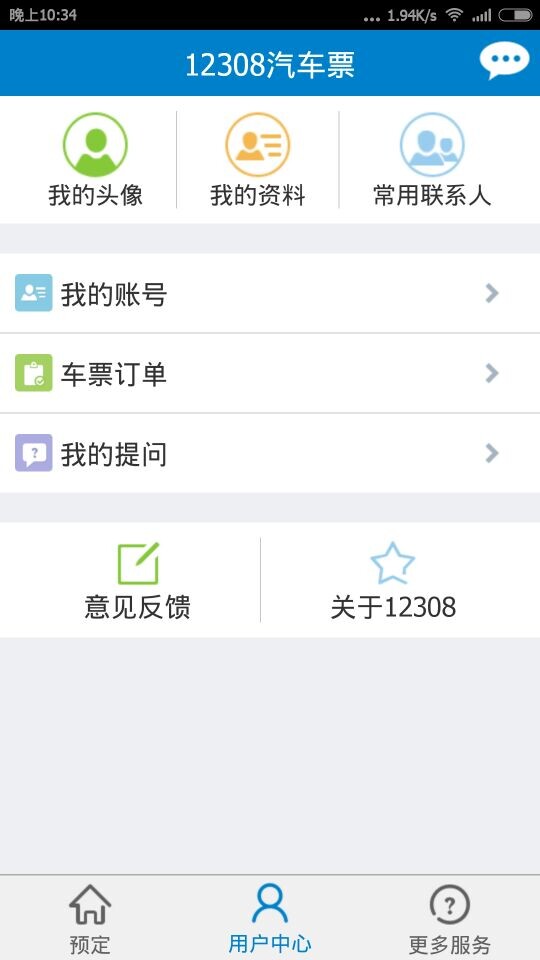 晚上10:34
... 1.94K/s
12308汽车票
我的头像
我的资料
常用联系人
我的账号
车票订单
我的提问
意见反馈
关于12308
预定
用户中心
更多服务